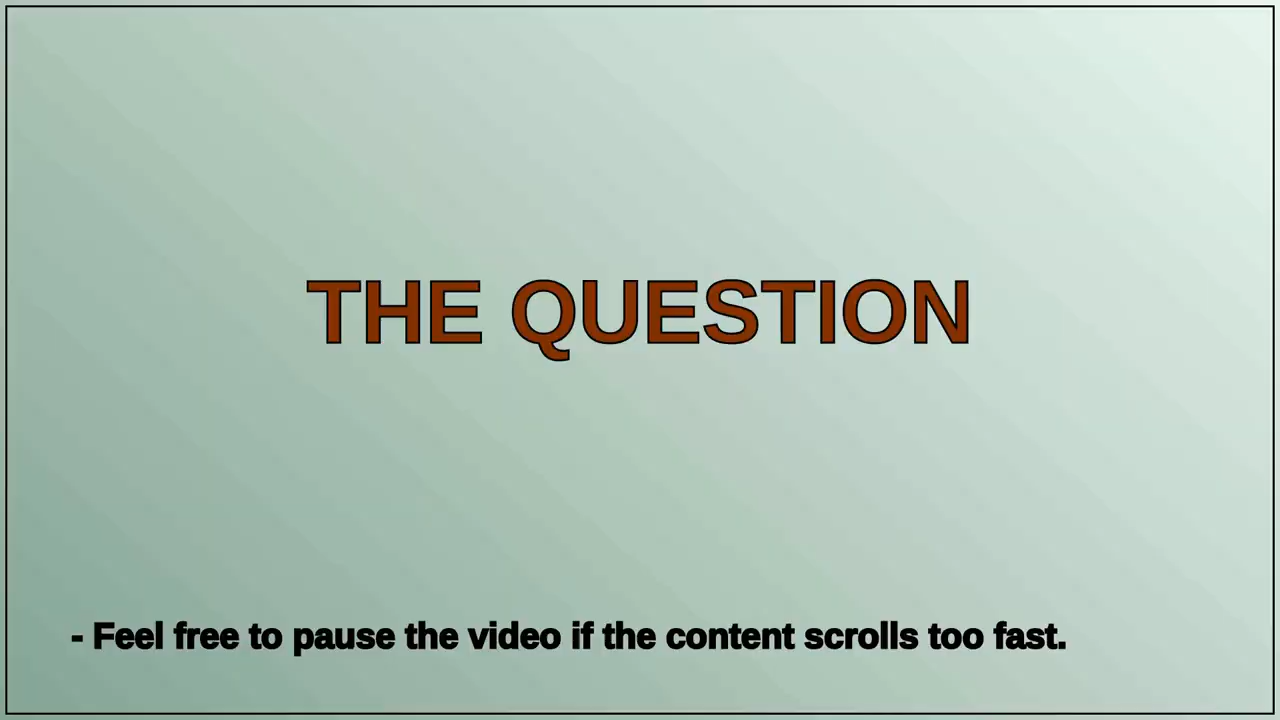 THE QUESTION
- Feel free to pause the video if the content scrolls too fast.